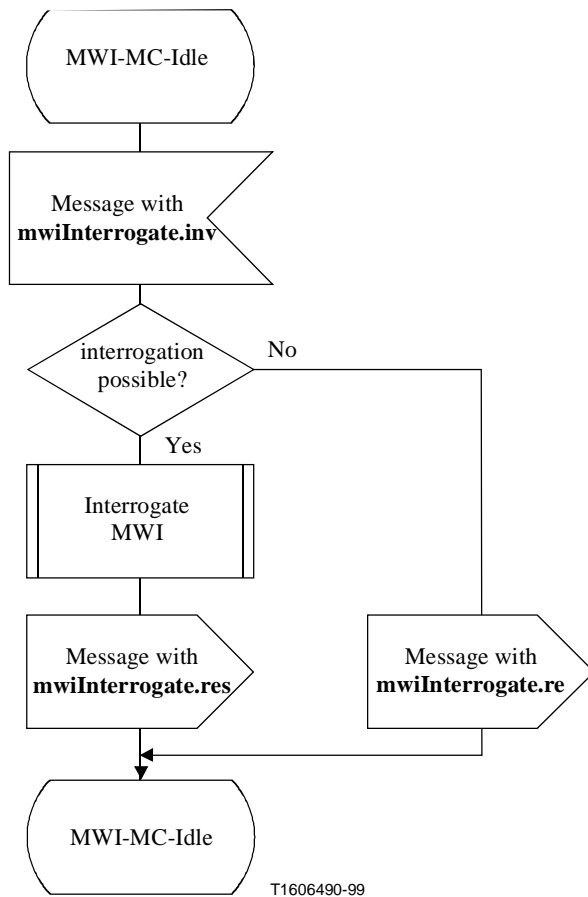 MWI-MC-Idle
Message with
mwiInterrogate.inv
interrogation
possible?
No
Yes
Interrogate
MWI
Message with
mwiInterrogate.res
Message with
mwiInterrogate.re
MWI-MC-Idle
T1606490-99